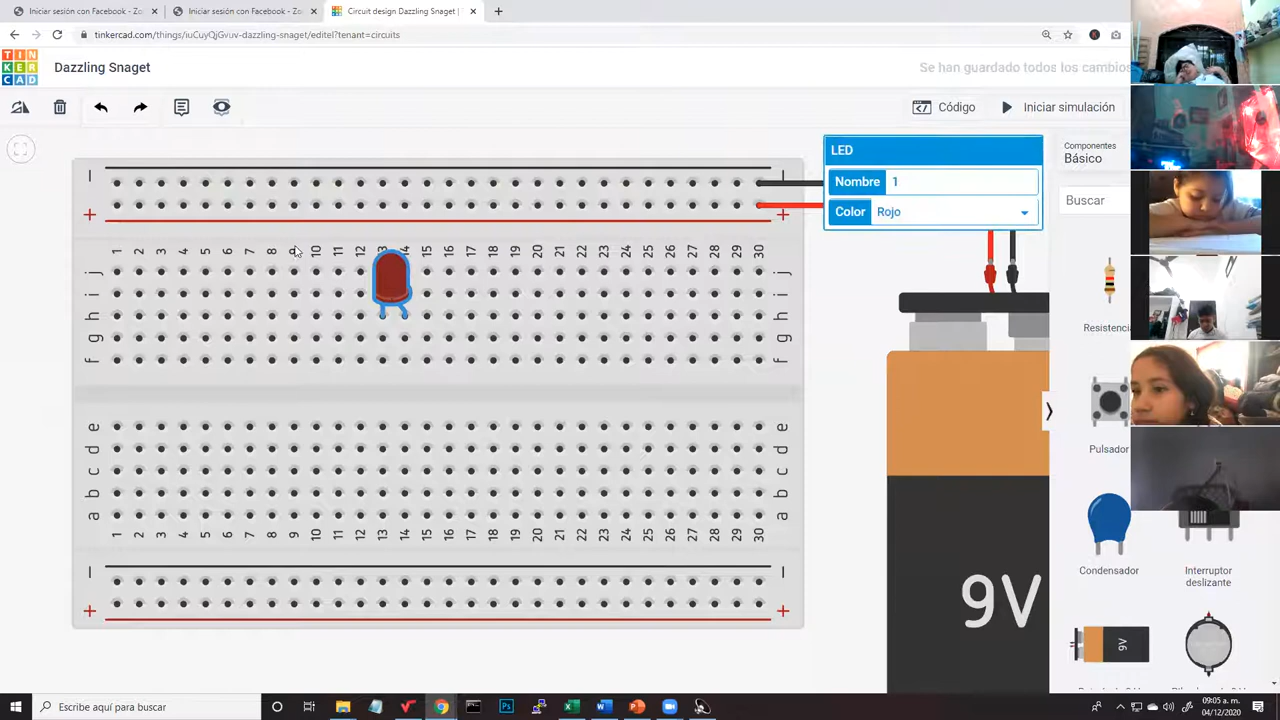 Iniciar sesión con Facebook - Zo
Iniciar sesión con Facebook - Zo
Circuit design Dazzling Snaget |
tinkercad.com/things/iuCuyQjGvuv-dazzling-snaget/editel?tenant=circuits
TIN
KER
CAD
Dazzling Snaget
Se han guardado todos los cambios
Código
Iniciar simulación
LED
Nombre 1
Color Rojo
Componentes
Básico
Buscar
1 2 3 4 5 6 7 8 9 10 11 12 13 14 15 16 17 18 19 20 21 22 23 24 25 26 27 28 29 30
j j
i i
h h
g g
f f
e e
d d
c c
b b
a a
1 2 3 4 5 6 7 8 9 10 11 12 13 14 15 16 17 18 19 20 21 22 23 24 25 26 27 28 29 30
9V
Resistencia
Pulsador
Condensador
Interruptor
deslizante
9V
Escribe aquí para buscar
09:05 a. m.
04/12/2020